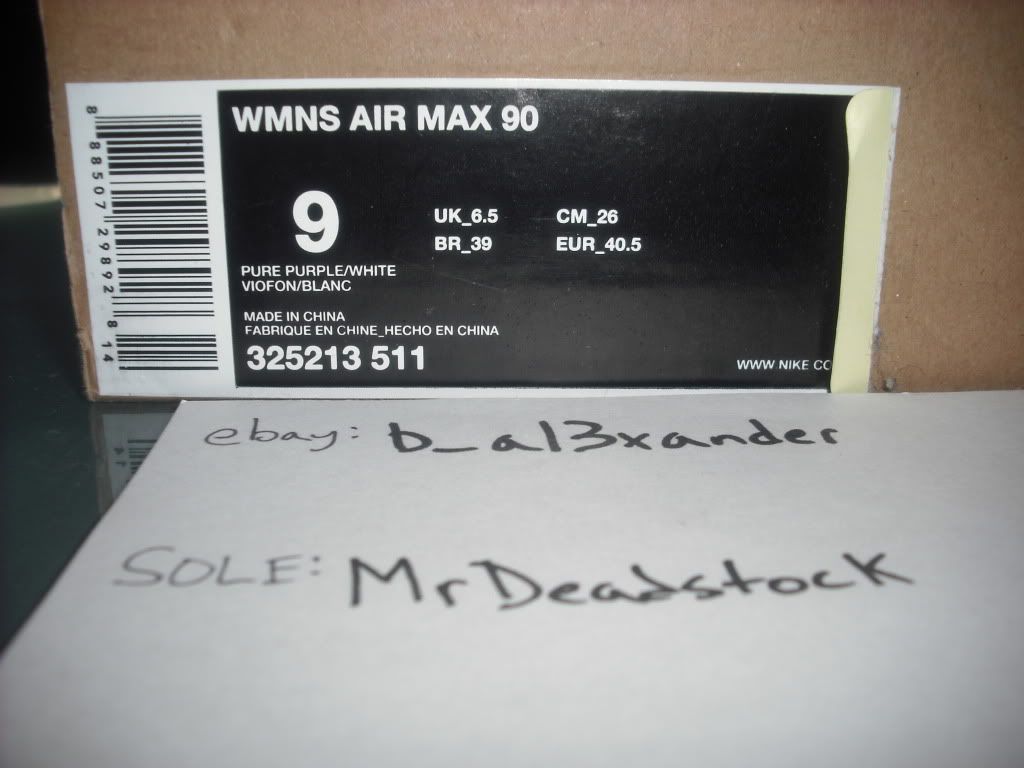 WMNS AIR MAX 90
9
UK_6.5 CM_26
BR_39 EUR_40.5
PURE PURPLE/WHITE
VIOFON/BLANC
MADE IN CHINA
FABRIQUE EN CHINE_HECHO EN CHINA
325213 511
WWW NIKE CO
8 88507 29892 8 14
ebay: b_al3xander
SOLE: MrDeadstock